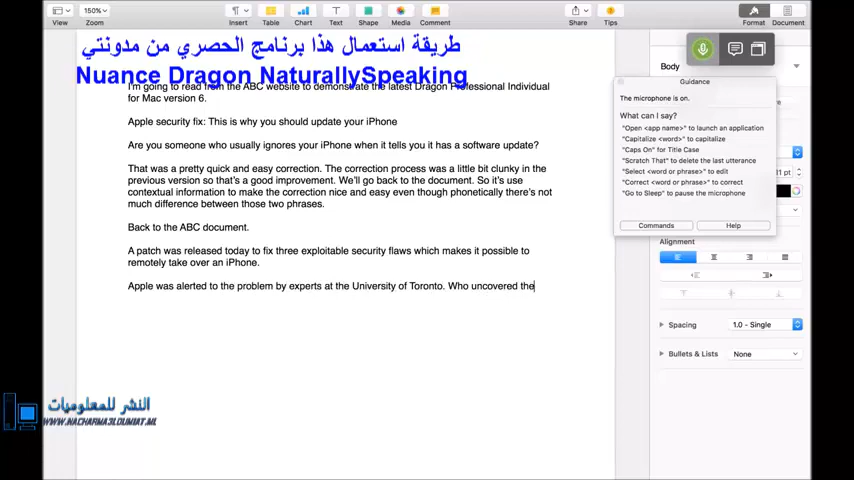 View
150%
Zoom
Insert
Table
Chart
Text
Shape
Media
Comment
Share
Tips
Format
Document
طريقة استعمال هذا برنامج الحصري من مدونتي
Nuance Dragon NaturallySpeaking
I'm going to read from the ABC website to demonstrate the latest Dragon Professional Individual
for Mac version 6.
Apple security fix: This is why you should update your iPhone
Are you someone who usually ignores your iPhone when it tells you it has a software update?
That was a pretty quick and easy correction. The correction process was a little bit clunky in the
previous version so that's a good improvement. We'll go back to the document. So it's use
contextual information to make the correction nice and easy even though phonetically there's not
much difference between those two phrases.
Back to the ABC document.
A patch was released today to fix three exploitable security flaws which makes it possible to
remotely take over an iPhone.
Apple was alerted to the problem by experts at the University of Toronto. Who uncovered the
Body
Guidance
The microphone is on.
What can I say?
"Open <app name>" to launch an application
"Capitalize <word>" to capitalize
"Caps On" for Title Case
"Scratch That" to delete the last utterance
"Select <word or phrase>" to edit
"Correct <word or phrase>" to correct
"Go to Sleep" to pause the microphone
Commands
Help
11 pt
Alignment
Spacing
1.0 - Single
Bullets & Lists
None
النشر للمعلوميات
WWW.NACHARMA3LOUMIAT.ML